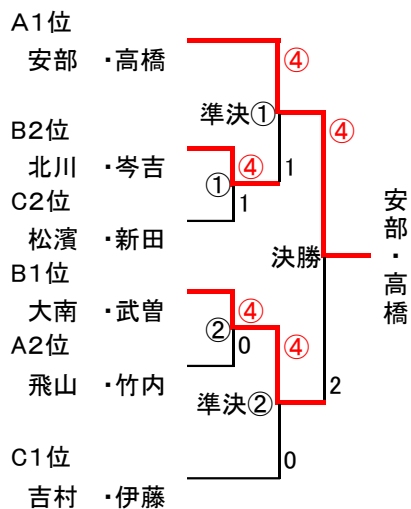 A1位
安部 ・高橋
④
準決①
④
B2位
北川 ・岑吉
④
①
1
C2位
1
松濱 ・新田
安部・高橋
決勝
B1位
大南 ・武曽
④
②
④
A2位
0
飛山 ・竹内
2
準決②
C1位
0
吉村 ・伊藤